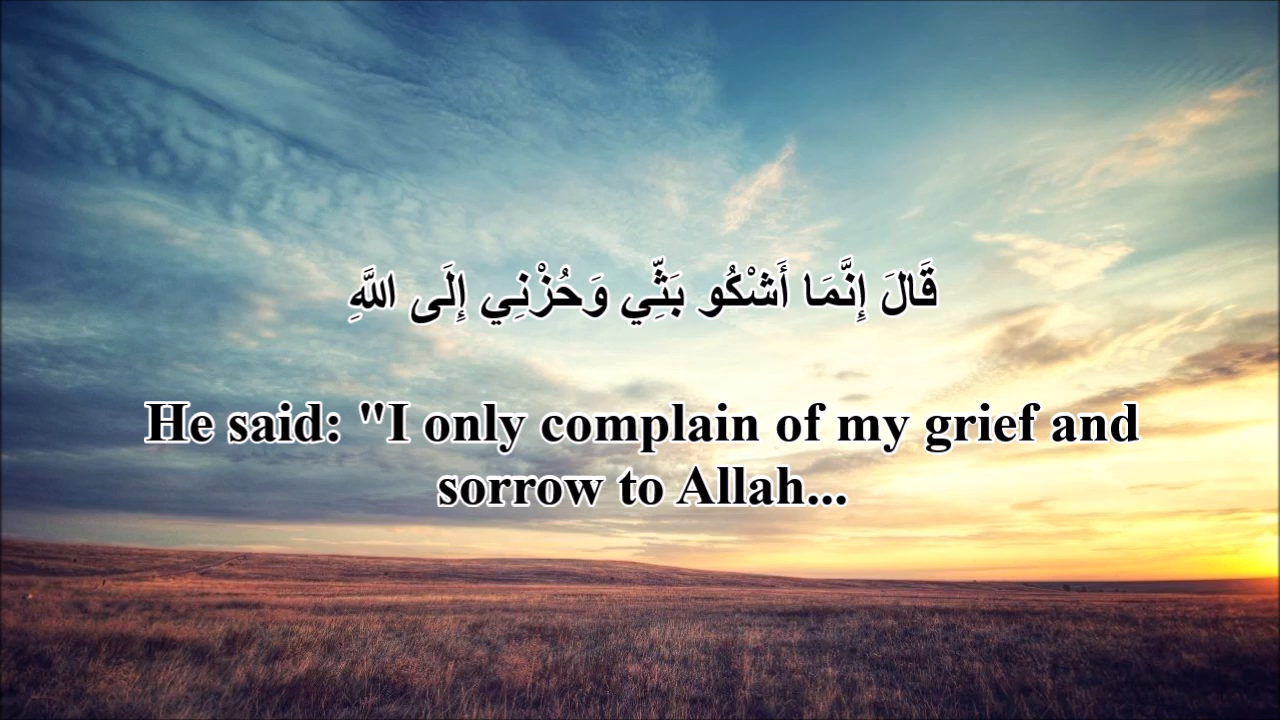 قَالَ إِنَّمَا أَشْكُو بَثِّي وَحُزْنِي إِلَى اللَّهِ
He said: "I only complain of my grief and
sorrow to Allah...